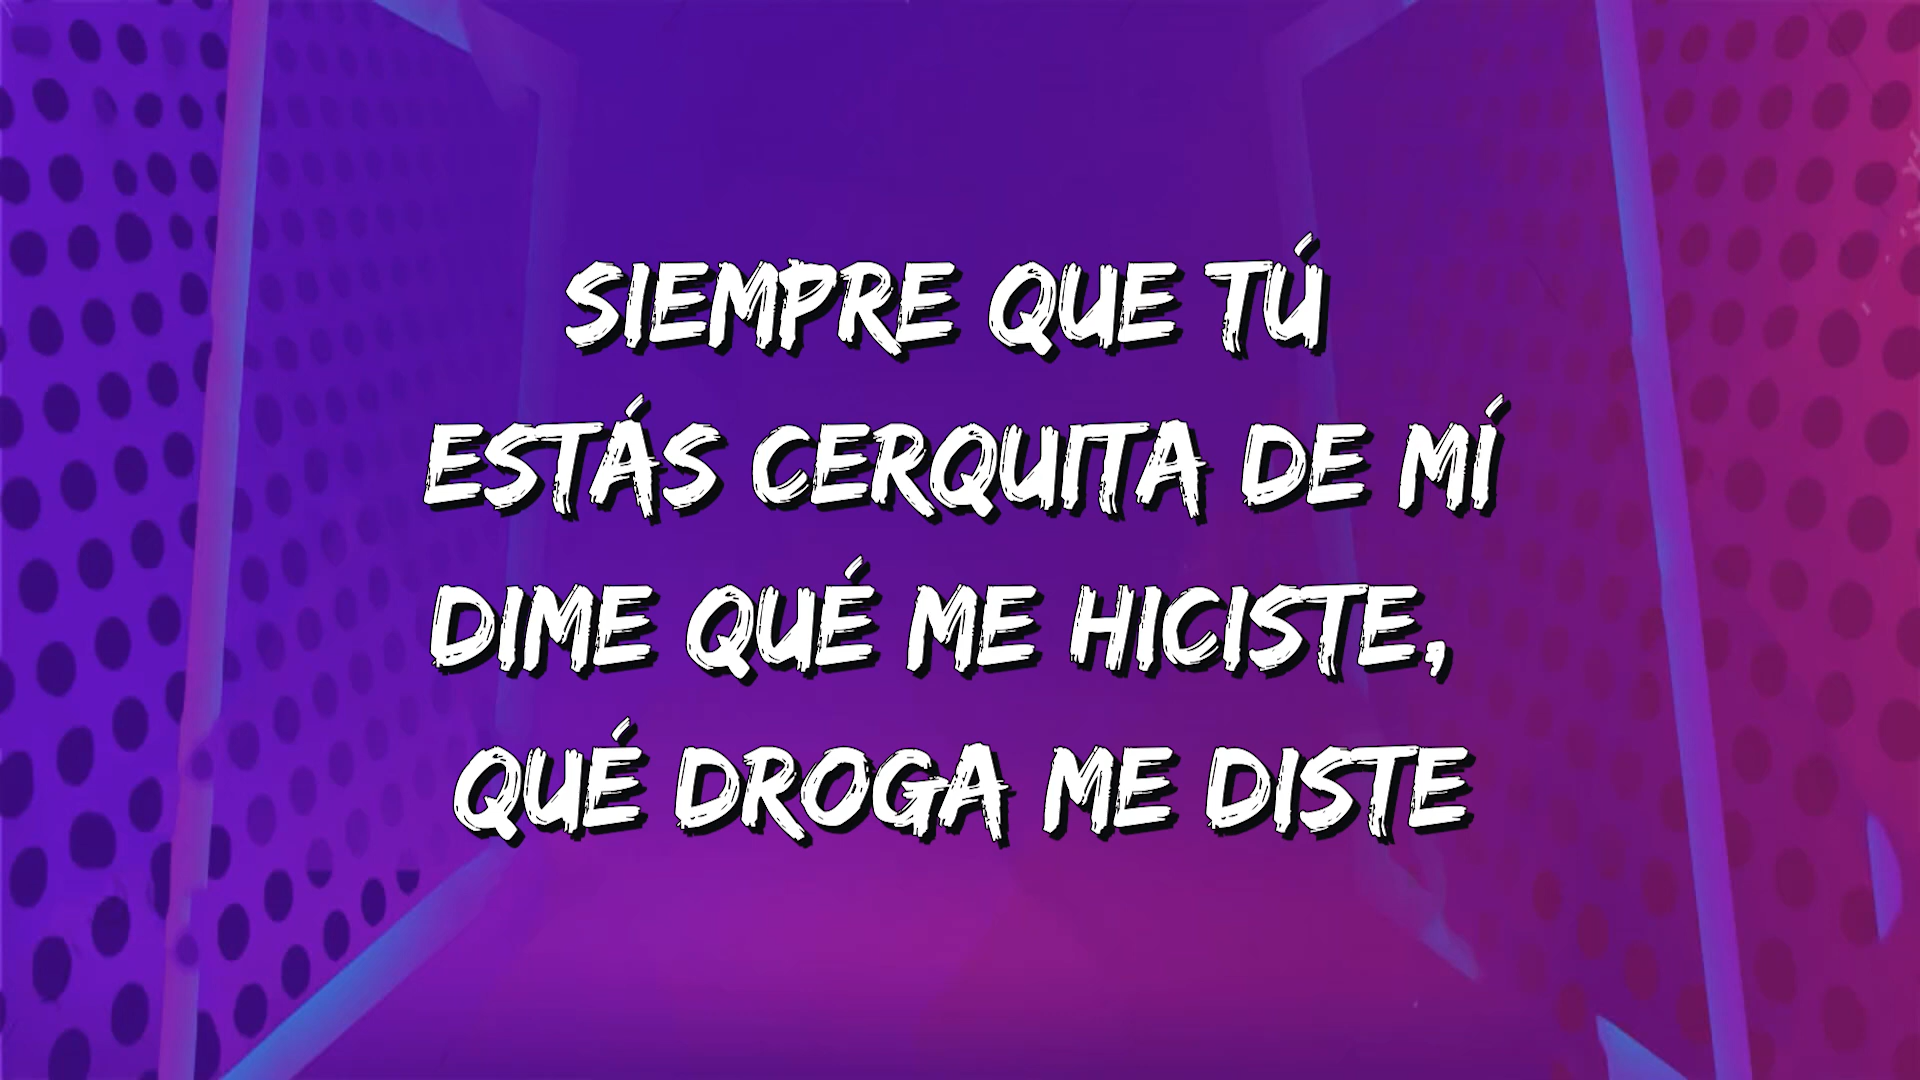 SIEMPRE QUE TÚ
ESTÁS CERQUITA DE MÍ
DIME QUÉ ME HICISTE,
QUÉ DROGA ME DISTE